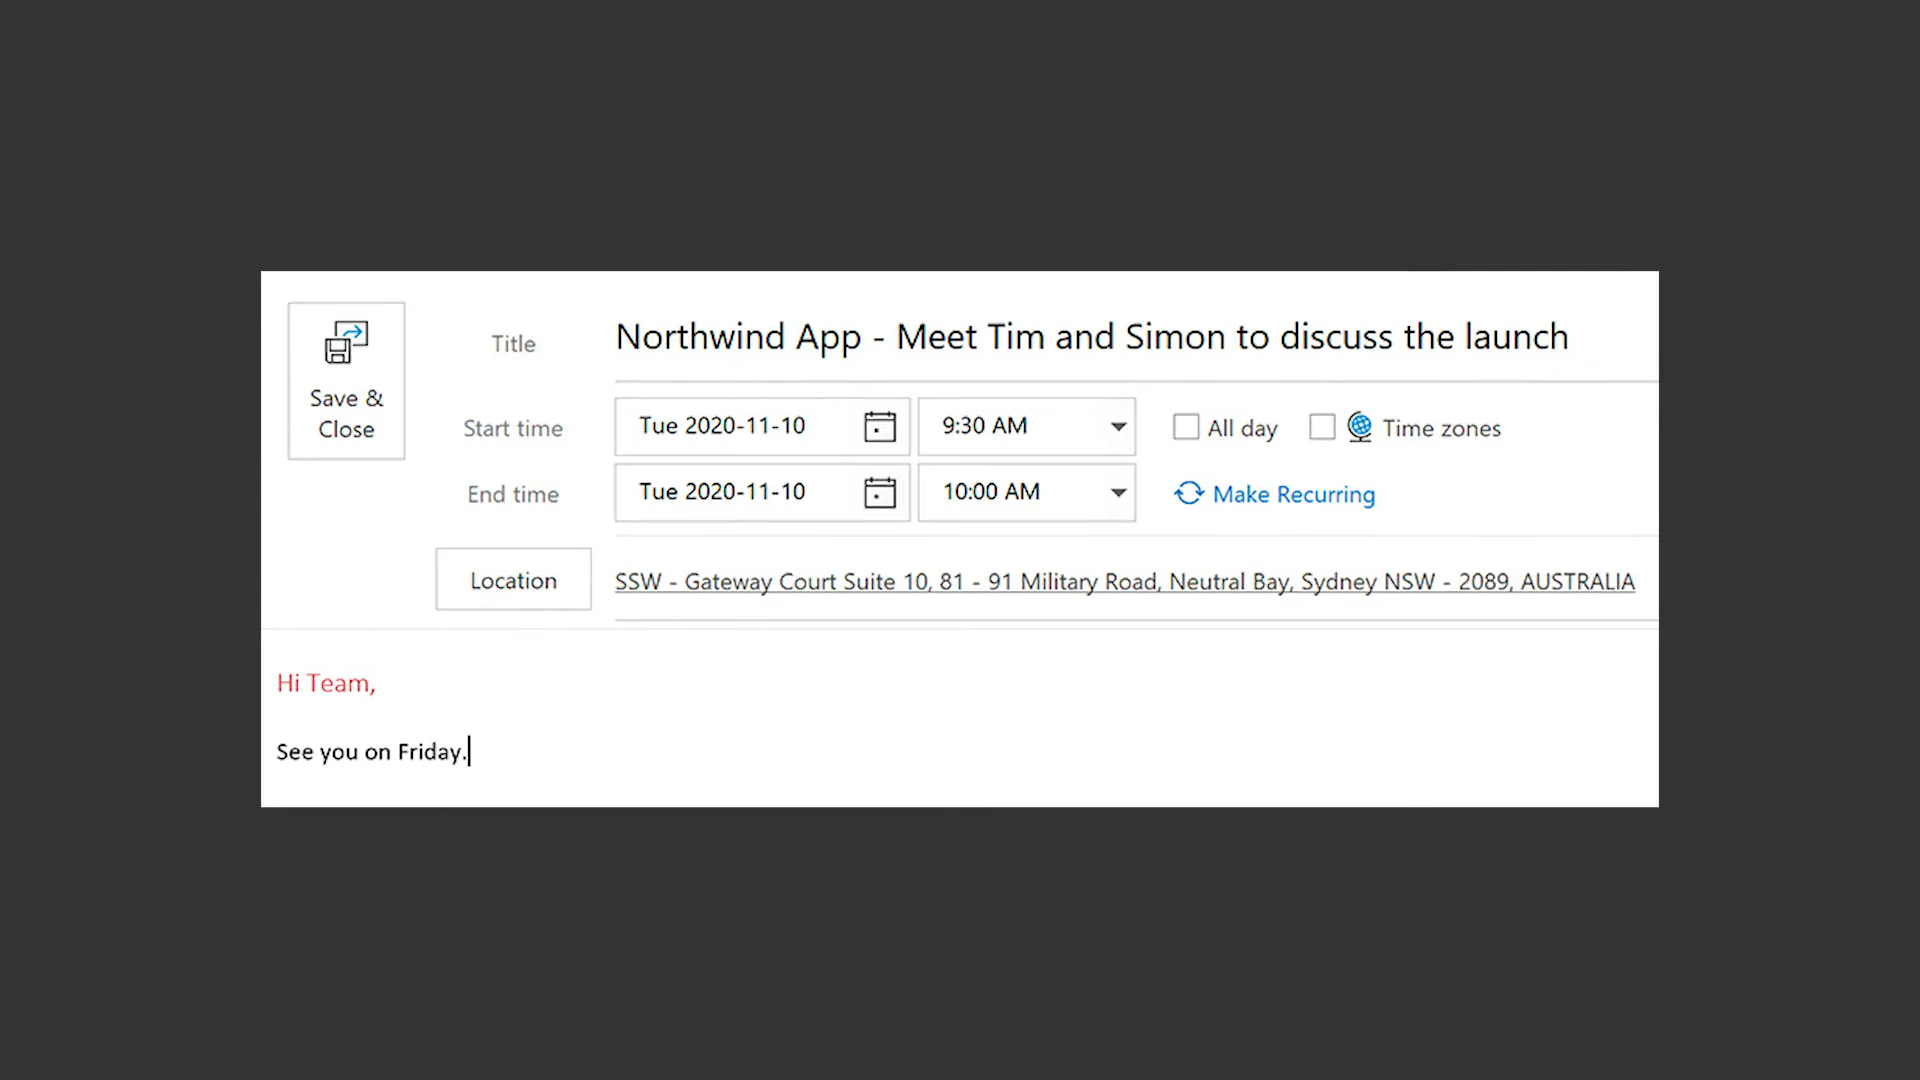 Save &
Close
Title
Northwind App - Meet Tim and Simon to discuss the launch
Start time
Tue 2020-11-10
9:30 AM
All day
Time zones
End time
Tue 2020-11-10
10:00 AM
Make Recurring
Location
SSW - Gateway Court Suite 10, 81 - 91 Military Road, Neutral Bay, Sydney NSW - 2089, AUSTRALIA
Hi Team,
See you on Friday.